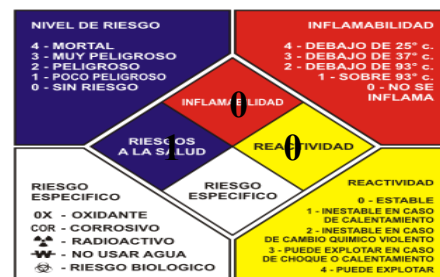 NIVEL DE RIESGO
4 - MORTAL
3 - MUY PELIGROSO
2 - PELIGROSO
1 - POCO PELIGROSO
0 - SIN RIESGO
INFLAMABILIDAD
4 - DEBAJO DE 25° c.
3 - DEBAJO DE 37° c.
2 - DEBAJO DE 93° c.
1 - SOBRE 93° c.
0 - NO SE
INFLAMA
0
INFLAMABILIDAD
RIESGOS
A LA SALUD
1
REACTIVIDAD
0
RIESGO
ESPECIFICO
RIESGO
ESPECIFICO
0X - OXIDANTE
COR - CORROSIVO
- RADIOACTIVO
W - NO USAR AGUA
- RIESGO BIOLOGICO
REACTIVIDAD
0 - ESTABLE
1 - INESTABLE EN CASO
DE CALENTAMIENTO
2 - INESTABLE EN CASO
DE CAMBIO QUIMICO VIOLENTO
3 - PUEDE EXPLOTAR EN CASO
DE CHOQUE O CALENTAMIENTO
4 - PUEDE EXPLOTAR